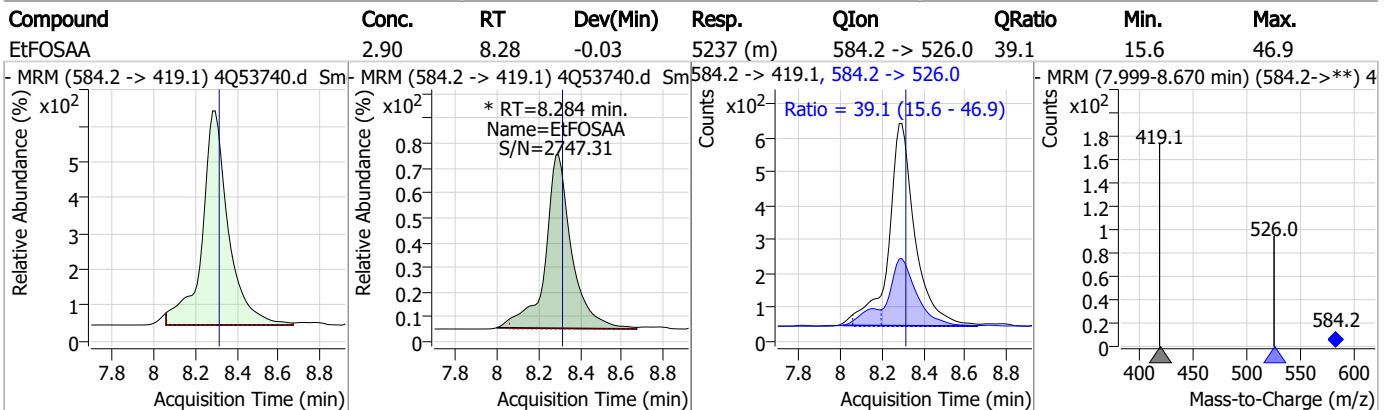 Compound Conc. RT Dev(Min) Resp. QIon QRatio Min. Max.
EtFOSAA 2.90 8.28 -0.03 5237 (m) 584.2 -> 526.0 39.1 15.6 46.9
- MRM (584.2 -> 419.1) 4Q53740.d Sm
Relative Abundance (%)
x10²
5
4
3
2
1
0
7.8 8 8.2 8.4 8.6 8.8
Acquisition Time (min)
- MRM (584.2 -> 419.1) 4Q53740.d Sm
Relative Abundance (%)
x10²
* RT=8.284 min.
Name=EtFOSAA
S/N=2747.31
0.8
0.7
0.6
0.5
0.4
0.3
0.2
0.1
0
7.8 8 8.2 8.4 8.6 8.8
Acquisition Time (min)
584.2 -> 419.1, 584.2 -> 526.0
Counts
x10²
Ratio = 39.1 (15.6 - 46.9)
6
5
4
3
2
1
0
7.8 8 8.2 8.4 8.6 8.8
Acquisition Time (min)
- MRM (7.999-8.670 min) (584.2->**) 4
Counts
x10²
1.8
1.6
1.4
1.2
1
0.8
0.6
0.4
0.2
0
419.1
526.0
584.2
400 450 500 550 600
Mass-to-Charge (m/z)